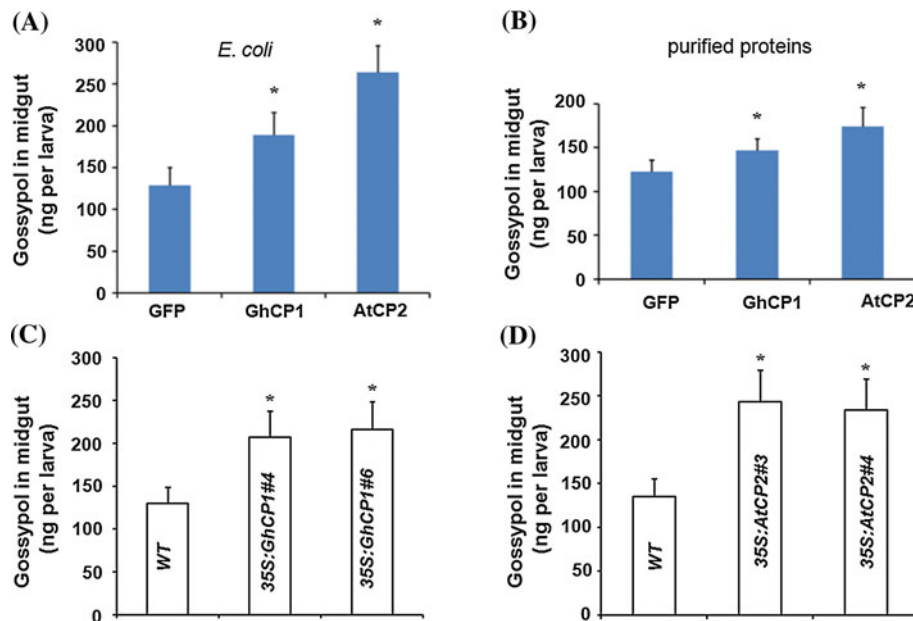 (A)
E. coli
Gossypol in midgut
(ng per larva)
300
250
200
150
100
50
0
*
*
GFP GhCP1 AtCP2
(B)
purified proteins
Gossypol in midgut
(ng per larva)
200
150
100
50
0
*
*
GFP GhCP1 AtCP2
(C)
Gossypol in midgut
(ng per larva)
300
250
200
150
100
50
0
*
*
WT
35S:GhCP1#4
35S:GhCP1#6
(D)
Gossypol in midgut
(ng per larva)
300
250
200
150
100
50
0
*
*
WT
35S:AtCP2#3
35S:AtCP2#4